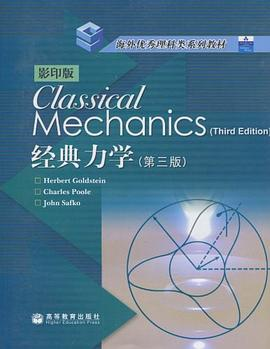 海外优秀理科类系列教材
影印版
Classical
Mechanics (Third Edition)
经典力学(第三版)
Herbert Goldstein
Charles Poole
John Safko
高等教育出版社
Higher Education Press